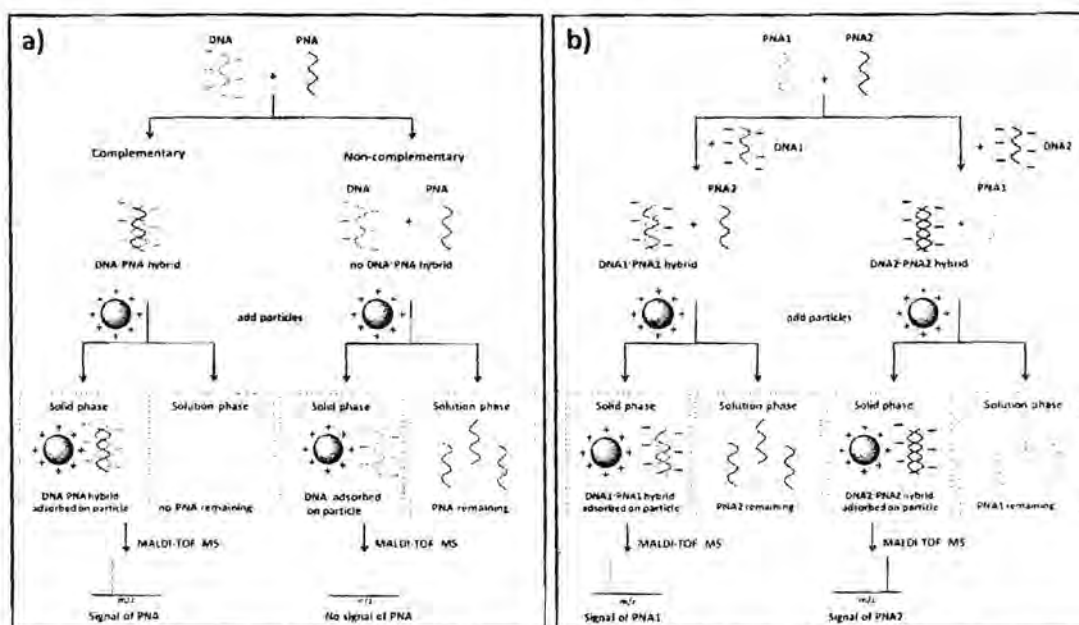 a)
DNA PNA
+
Complementary Non-complementary
DNA PNA
+
DNA·PNA hybrid no DNA·PNA hybrid
add particles
Solid phase Solution phase Solid phase Solution phase
DNA·PNA hybrid
adsorbed on particle
no PNA remaining
DNA adsorbed
on particle
PNA remaining
MALDI-TOF MS MALDI-TOF MS
m/z m/z
Signal of PNA No signal of PNA
b)
PNA1 PNA2
+
+ DNA1 + DNA2
PNA2 PNA1
+ +
DNA1·PNA1 hybrid DNA2·PNA2 hybrid
add particles
Solid phase Solution phase Solid phase Solution phase
DNA1·PNA1 hybrid
adsorbed on particle
PNA2 remaining
DNA2·PNA2 hybrid
adsorbed on particle
PNA1 remaining
MALDI-TOF MS MALDI-TOF MS
m/z m/z
Signal of PNA1 Signal of PNA2